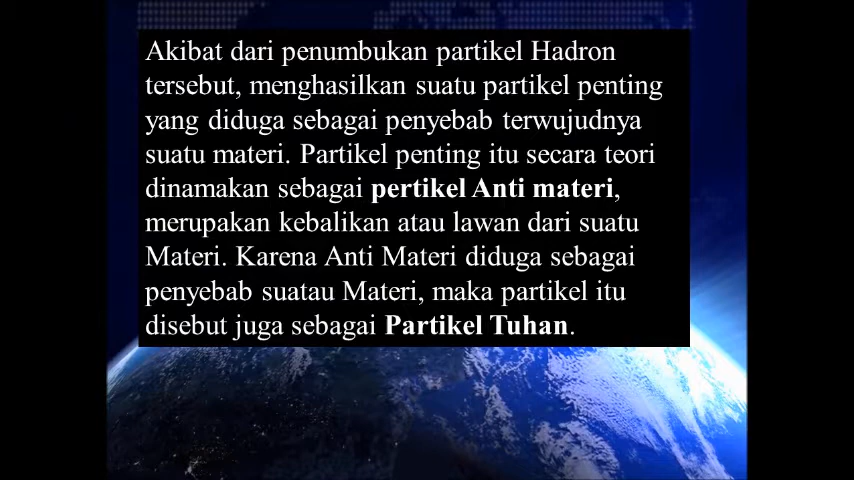 Akibat dari penumbukan partikel Hadron
tersebut, menghasilkan suatu partikel penting
yang diduga sebagai penyebab terwujudnya
suatu materi. Partikel penting itu secara teori
dinamakan sebagai pertikel Anti materi,
merupakan kebalikan atau lawan dari suatu
Materi. Karena Anti Materi diduga sebagai
penyebab suatau Materi, maka partikel itu
disebut juga sebagai Partikel Tuhan.